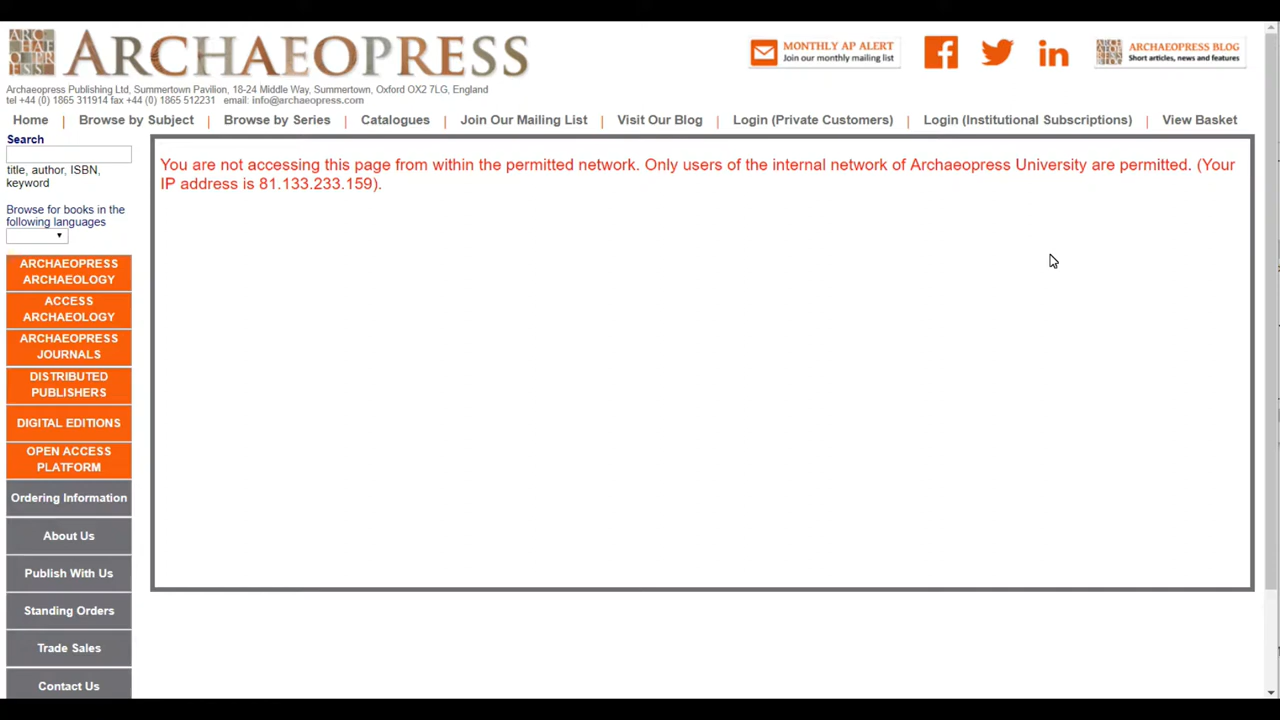 ARCH
AEO
PRESS
ARCHAEOPRESS
MONTHLY AP ALERT
Join our monthly mailing list
ARCHAEOPRESS BLOG
Short articles, news and features
Archaeopress Publishing Ltd, Summertown Pavilion, 18-24 Middle Way, Summertown, Oxford OX2 7LG, England
tel +44 (0) 1865 311914 fax +44 (0) 1865 512231 email: info@archaeopress.com
Home | Browse by Subject | Browse by Series | Catalogues | Join Our Mailing List | Visit Our Blog | Login (Private Customers) | Login (Institutional Subscriptions) | View Basket
Search
title, author, ISBN,
keyword
Browse for books in the
following languages
You are not accessing this page from within the permitted network. Only users of the internal network of Archaeopress University are permitted. (Your
IP address is 81.133.233.159).
ARCHAEOPRESS
ARCHAEOLOGY
ACCESS
ARCHAEOLOGY
ARCHAEOPRESS
JOURNALS
DISTRIBUTED
PUBLISHERS
DIGITAL EDITIONS
OPEN ACCESS
PLATFORM
Ordering Information
About Us
Publish With Us
Standing Orders
Trade Sales
Contact Us